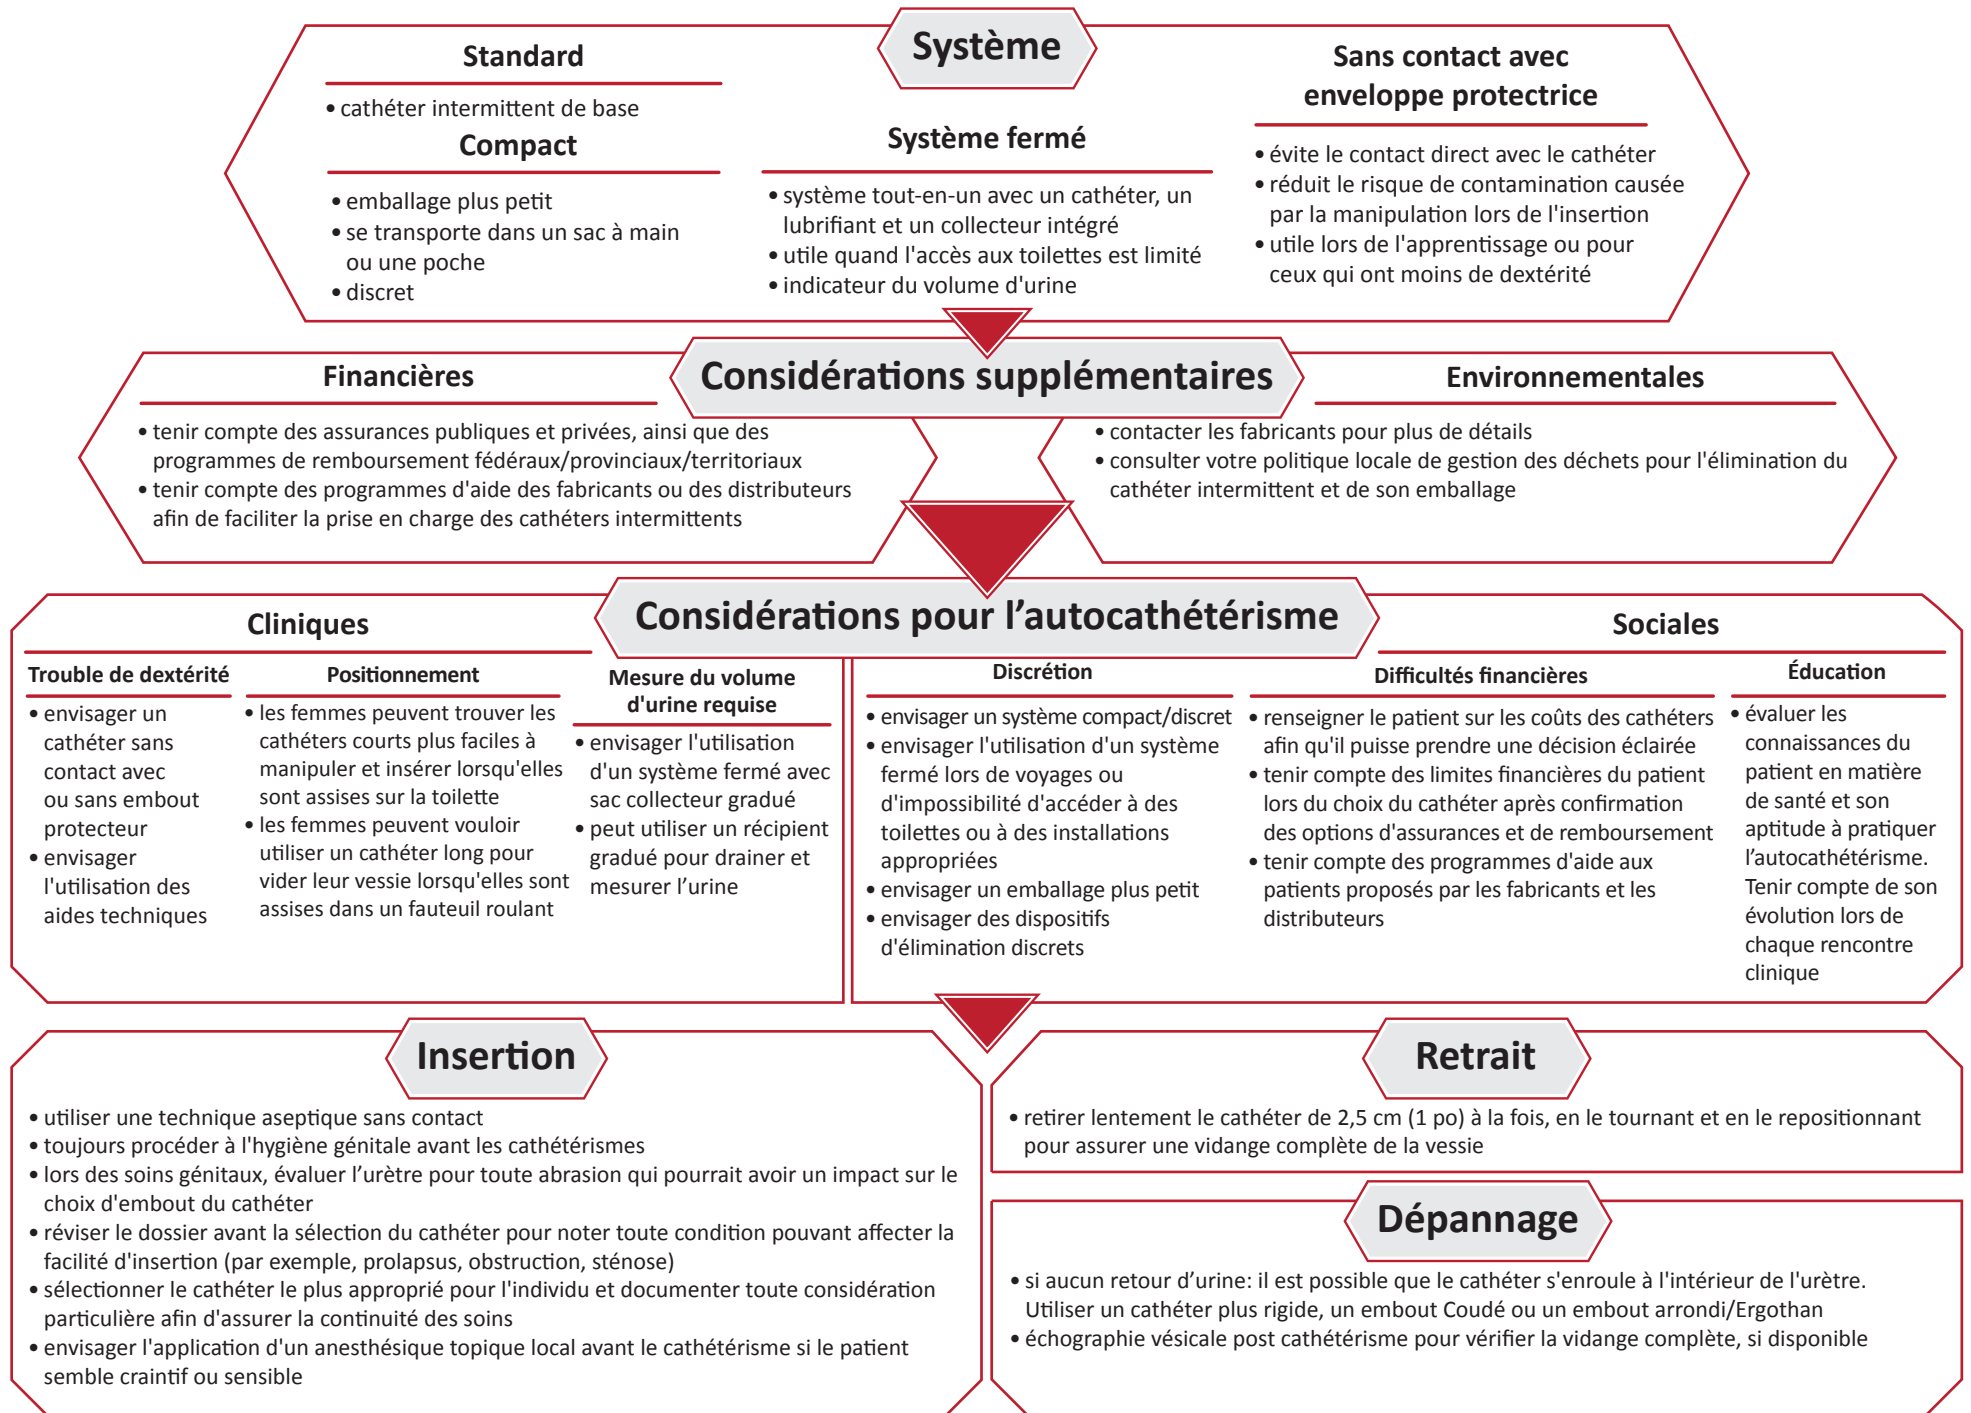 Système
Standard
• cathéter intermittent de base
Compact
• emballage plus petit
• se transporte dans un sac à main
ou une poche
• discret
Système fermé
• système tout-en-un avec un cathéter, un
lubrifiant et un collecteur intégré
• utile quand l'accès aux toilettes est limité
• indicateur du volume d'urine
Sans contact avec
enveloppe protectrice
• évite le contact direct avec le cathéter
• réduit le risque de contamination causée
par la manipulation lors de l'insertion
• utile lors de l'apprentissage ou pour
ceux qui ont moins de dextérité
Considérations supplémentaires
Financières
• tenir compte des assurances publiques et privées, ainsi que des
programmes de remboursement fédéraux/provinciaux/territoriaux
• tenir compte des programmes d'aide des fabricants ou des distributeurs
afin de faciliter la prise en charge des cathéters intermittents
Environnementales
• contacter les fabricants pour plus de détails
• consulter votre politique locale de gestion des déchets pour l'élimination du
cathéter intermittent et de son emballage
Considérations pour l’autocathétérisme
Cliniques
Trouble de dextérité
• envisager un
cathéter sans
contact avec
ou sans embout
protecteur
• envisager
l'utilisation des
aides techniques
Positionnement
• les femmes peuvent trouver les
cathéters courts plus faciles à
manipuler et insérer lorsqu'elles
sont assises sur la toilette
• les femmes peuvent vouloir
utiliser un cathéter long pour
vider leur vessie lorsqu'elles sont
assises dans un fauteuil roulant
Mesure du volume
d'urine requise
• envisager l'utilisation
d'un système fermé avec
sac collecteur gradué
• peut utiliser un récipient
gradué pour drainer et
mesurer l’urine
Sociales
Discrétion
• envisager un système compact/discret
• envisager l'utilisation d'un système
fermé lors de voyages ou
d'impossibilité d'accéder à des
toilettes ou à des installations
appropriées
• envisager un emballage plus petit
• envisager des dispositifs
d'élimination discrets
Difficultés financières
• renseigner le patient sur les coûts des cathéters
afin qu'il puisse prendre une décision éclairée
• tenir compte des limites financières du patient
lors du choix du cathéter après confirmation
des options d'assurances et de remboursement
• tenir compte des programmes d'aide aux
patients proposés par les fabricants et les
distributeurs
Éducation
• évaluer les
connaissances du
patient en matière
de santé et son
aptitude à pratiquer
l’autocathétérisme.
Tenir compte de son
évolution lors de
chaque rencontre
clinique
Insertion
• utiliser une technique aseptique sans contact
• toujours procéder à l'hygiène génitale avant les cathétérismes
• lors des soins génitaux, évaluer l’urètre pour toute abrasion qui pourrait avoir un impact sur le
choix d'embout du cathéter
• réviser le dossier avant la sélection du cathéter pour noter toute condition pouvant affecter la
facilité d'insertion (par exemple, prolapsus, obstruction, sténose)
• sélectionner le cathéter le plus approprié pour l'individu et documenter toute considération
particulière afin d'assurer la continuité des soins
• envisager l'application d'un anesthésique topique local avant le cathétérisme si le patient
semble craintif ou sensible
Retrait
• retirer lentement le cathéter de 2,5 cm (1 po) à la fois, en le tournant et en le repositionnant
pour assurer une vidange complète de la vessie
Dépannage
• si aucun retour d’urine: il est possible que le cathéter s'enroule à l'intérieur de l'urètre.
Utiliser un cathéter plus rigide, un embout Coudé ou un embout arrondi/Ergothan
• échographie vésicale post cathétérisme pour vérifier la vidange complète, si disponible